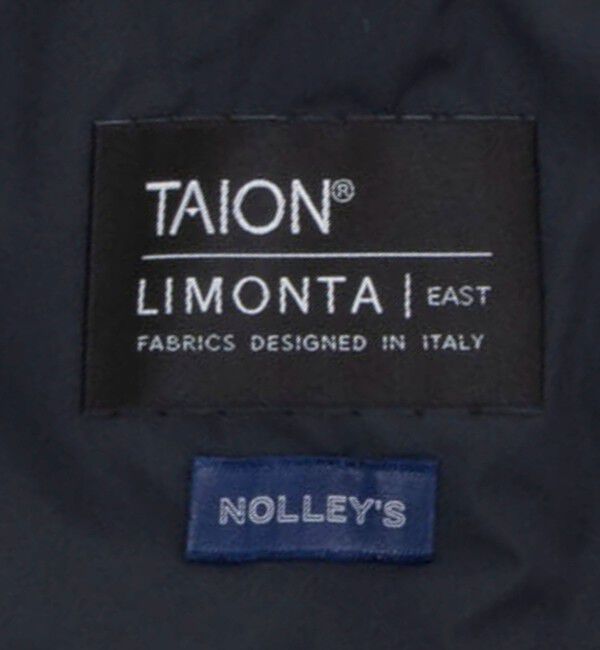 TAION®
LIMONTA | EAST
FABRICS DESIGNED IN ITALY
NOLLEY'S